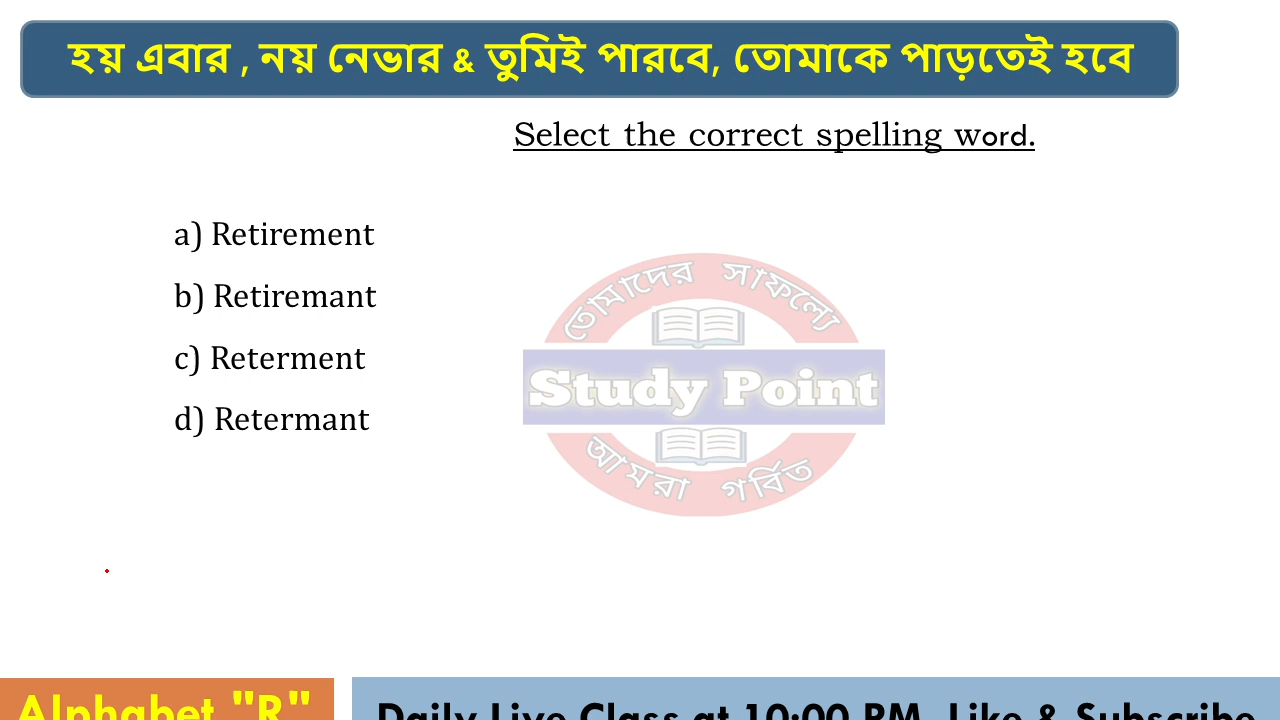 হয় এবার , নয় নেভার & তুমিই পারবে, তোমাকে পাড়তেই হবে
Select the correct spelling word.
a) Retirement
b) Retiremant
c) Reterment
d) Retermant
তোমাদের সাফল্যে
Study Point
আমরা গর্বিত
Alphabet "R"
Daily Live Class at 10:00 PM, Like & Subscribe